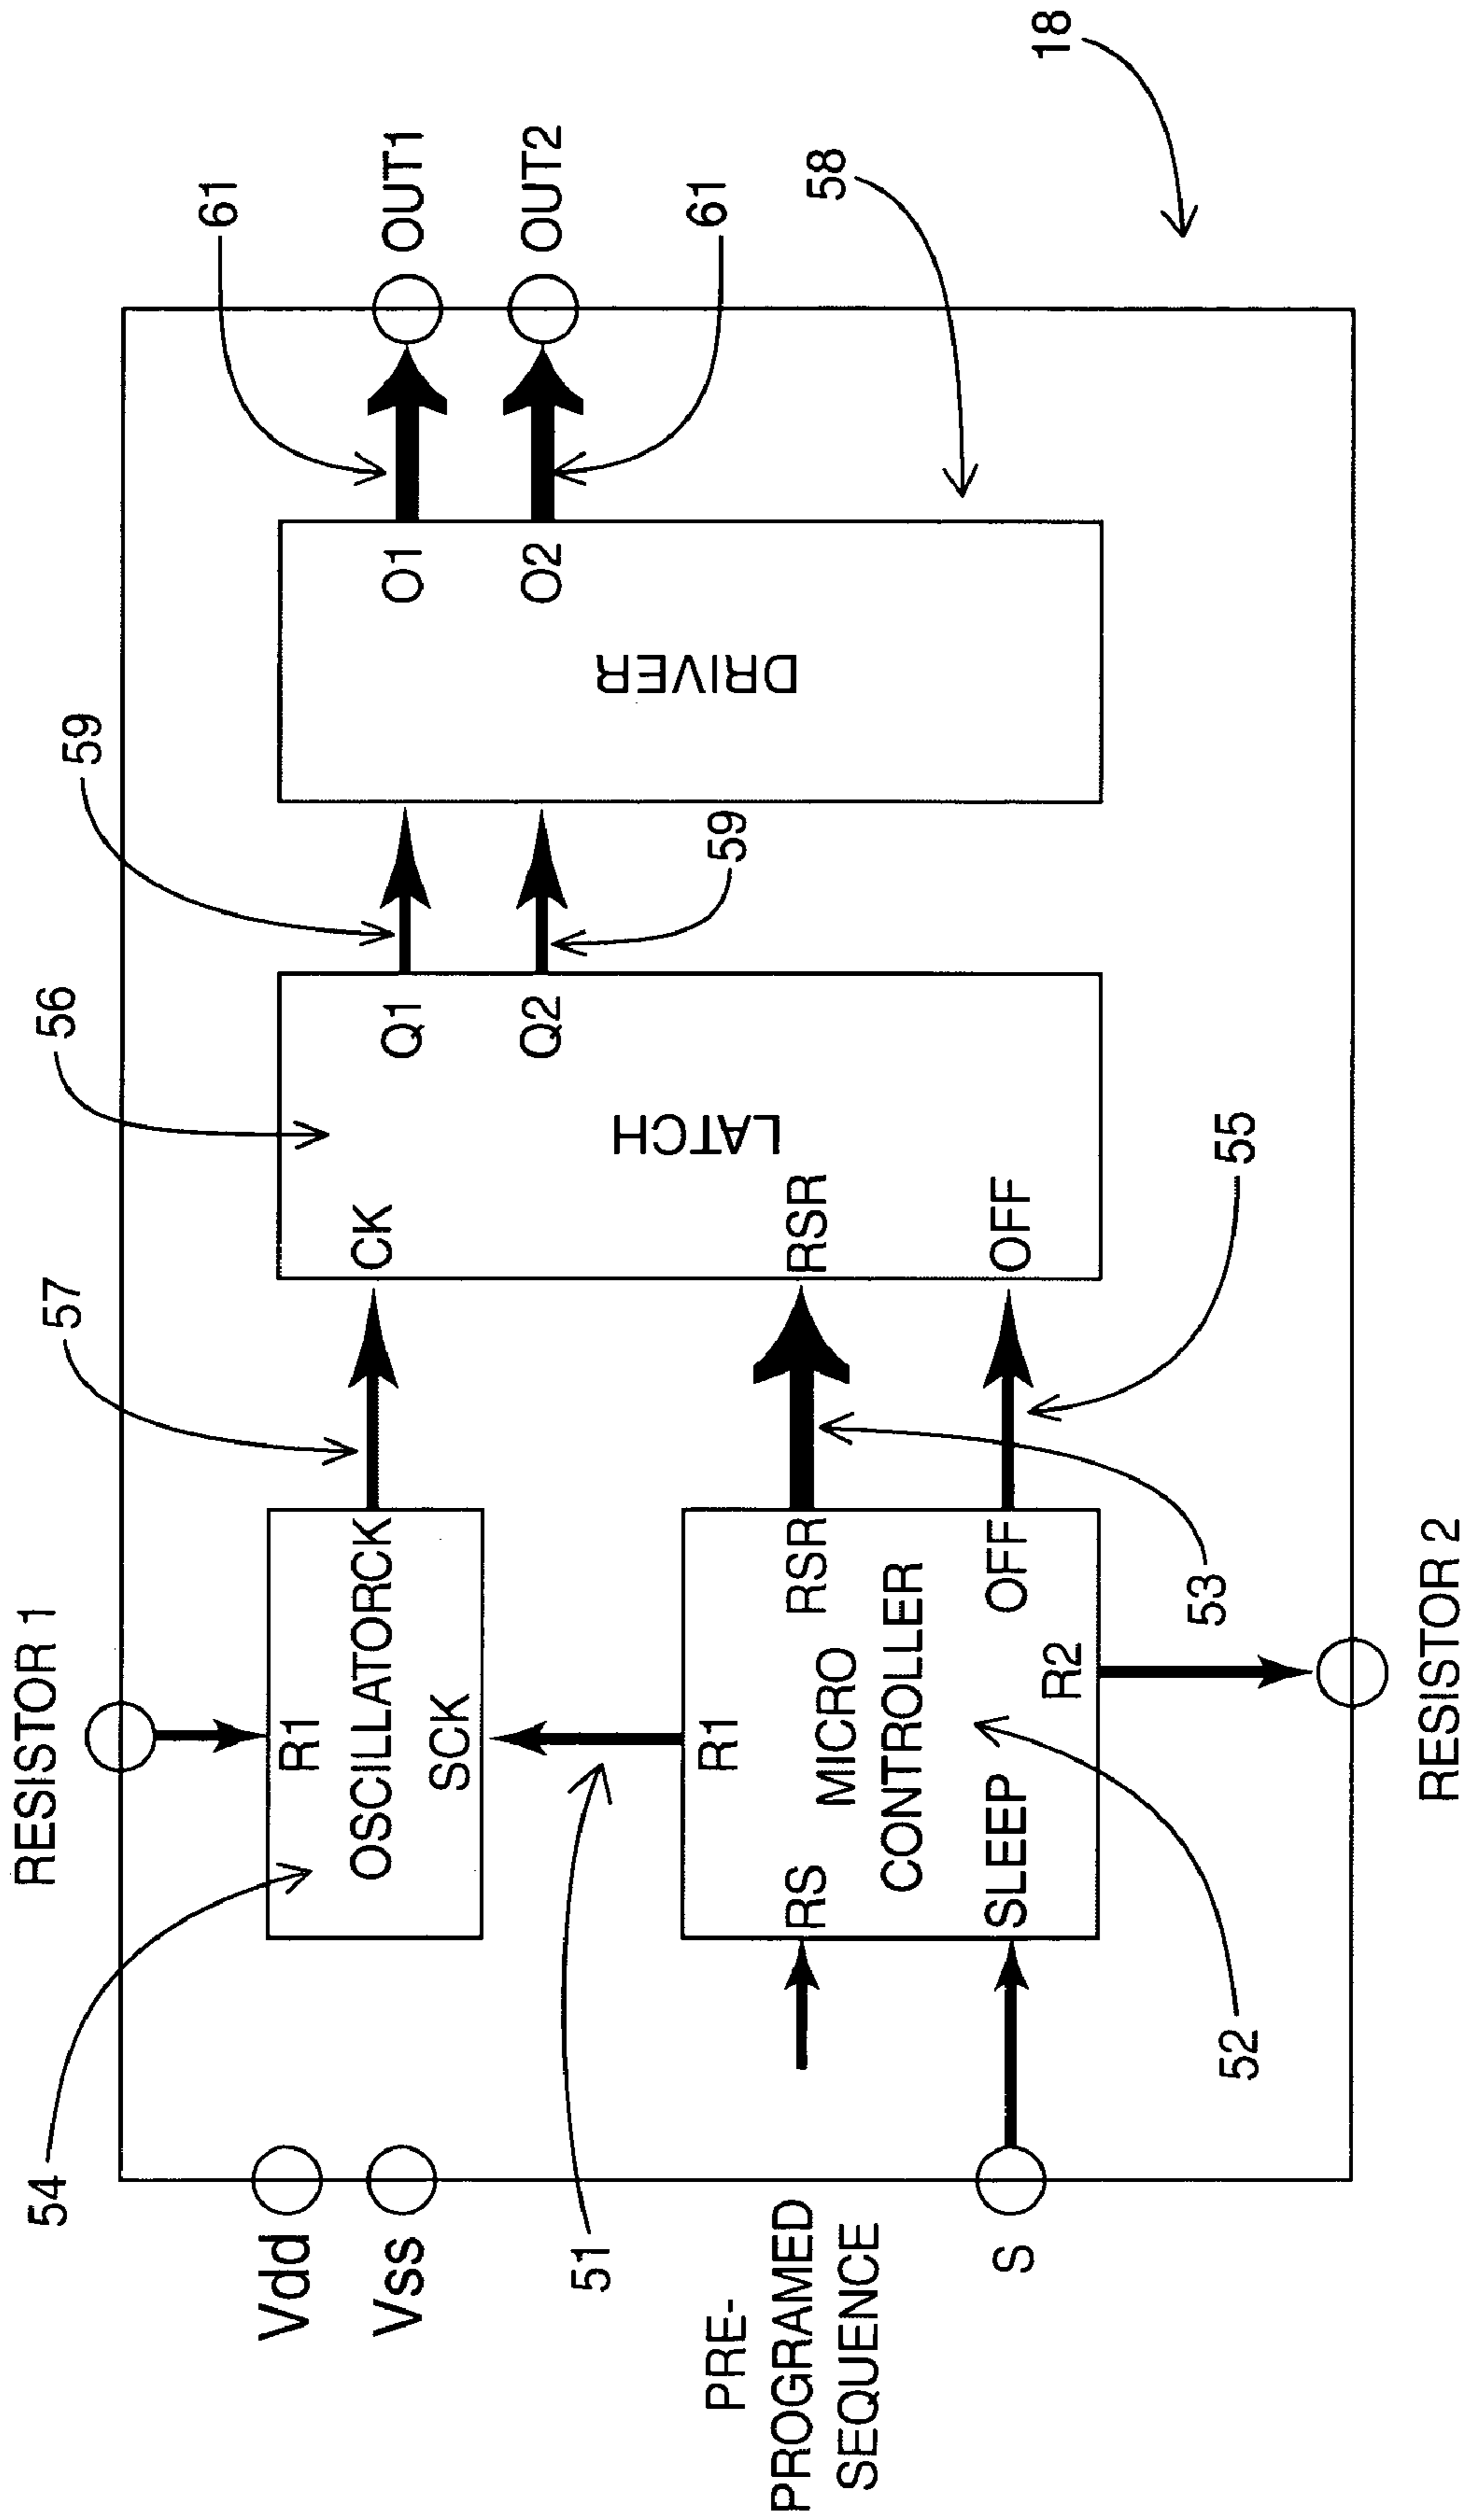 RESISTOR 1
54
57
56
59
61
Vdd
Vss
R1
OSCILLATORCK
SCK
CK
Q1
Q2
LATCH
DRIVER
O1
O2
OUT1
OUT2
59
61
58
18
51
PRE-
PROGRAMED
SEQUENCE
S
R1
RS
RSR
MICRO
CONTROLLER
SLEEP
OFF
R2
RSR
OFF
52
53
55
RESISTOR 2